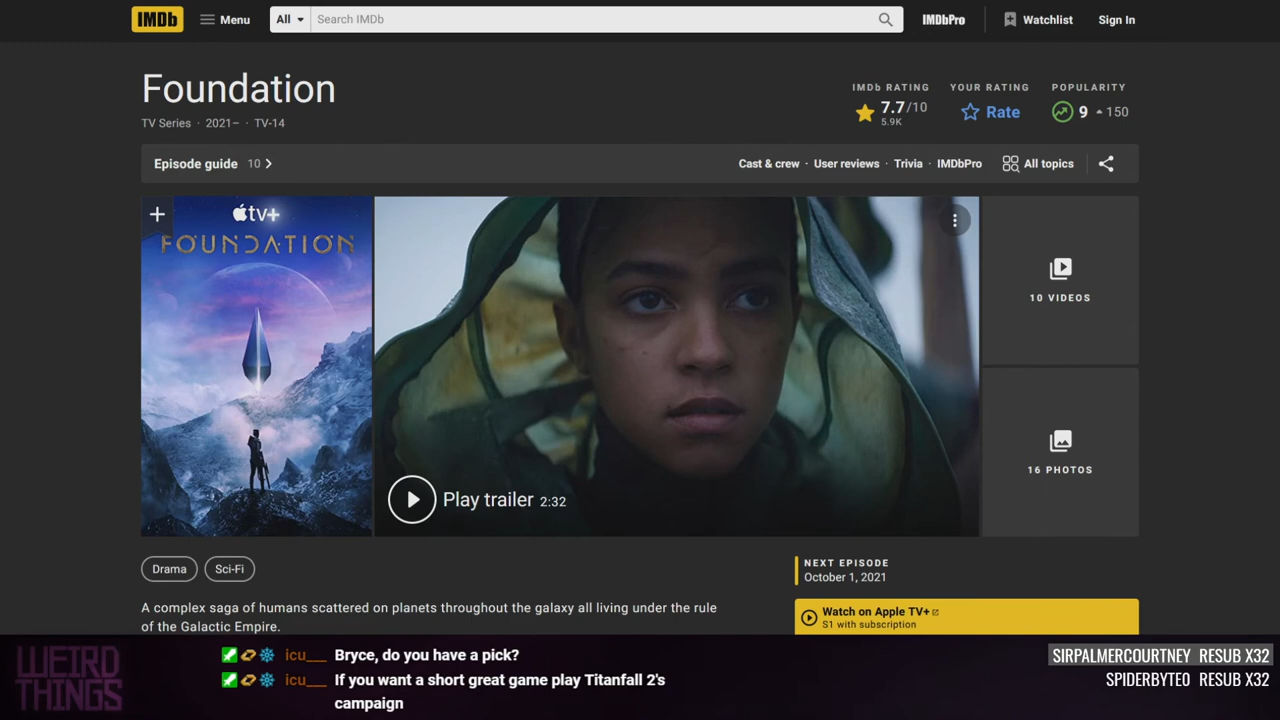 IMDb
Menu
All
Search IMDb
IMDbPro
Watchlist
Sign In
Foundation
TV Series · 2021– · TV-14
IMDb RATING
7.7/10
5.9K
YOUR RATING
Rate
POPULARITY
9
150
Episode guide 10
Cast & crew · User reviews · Trivia · IMDbPro
All topics
tv+
FOUNDATION
Play trailer 2:32
10 VIDEOS
16 PHOTOS
Drama
Sci-Fi
A complex saga of humans scattered on planets throughout the galaxy all living under the rule
of the Galactic Empire.
NEXT EPISODE
October 1, 2021
Watch on Apple TV+
S1 with subscription
WEIRD
THINGS
icu___ Bryce, do you have a pick?
icu___ If you want a short great game play Titanfall 2's
campaign
SIRPALMERCOURTNEY RESUB X32
SPIDERBYTE0 RESUB X32